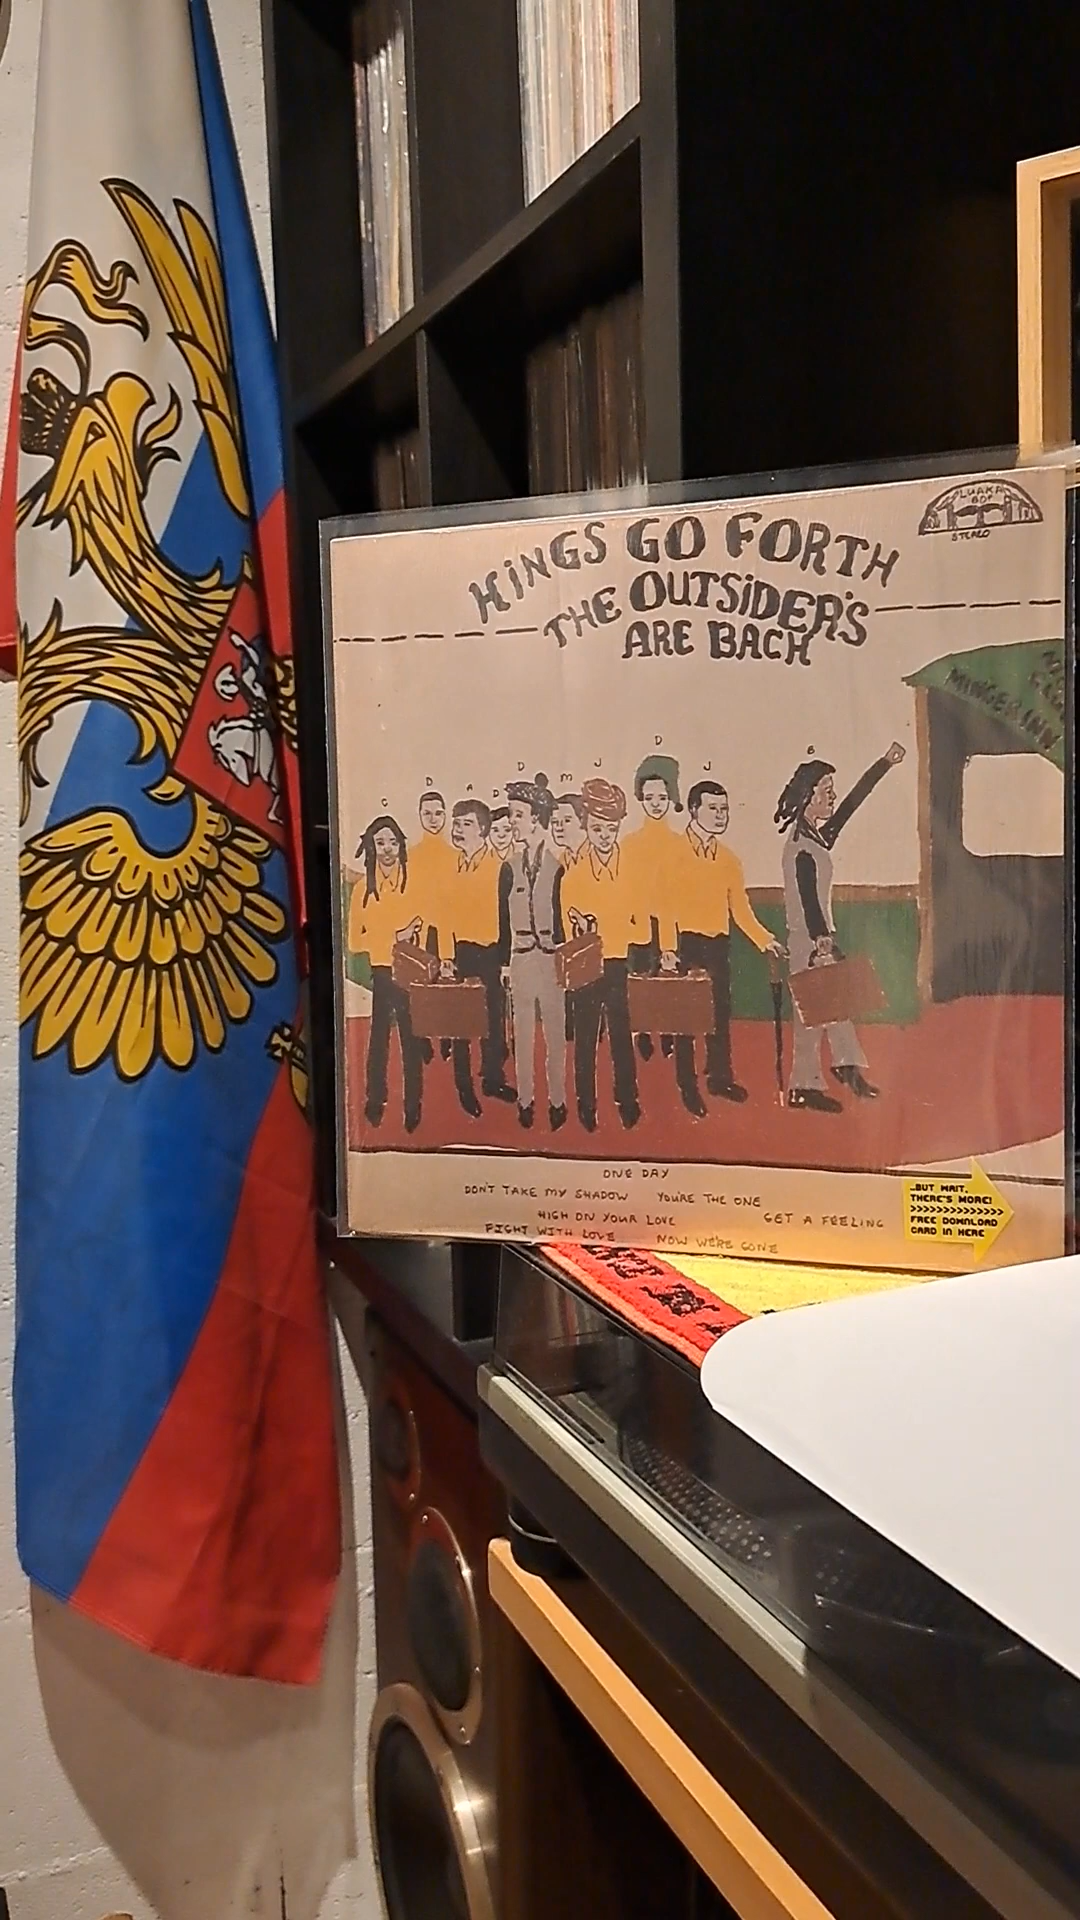 LUAKA
BOP
STEREO
KINGS GO FORTH
THE OUTSIDERS
ARE BACK
MINGER INN
C
D
A
D
D
M
J
D
J
B
ONE DAY
DON'T TAKE MY SHADOW YOU'RE THE ONE
HIGH ON YOUR LOVE GET A FEELING
FIGHT WITH LOVE NOW WE'RE GONE
..BUT WAIT,
THERE'S MORE!
>>>>>>>>>>>>>
FREE DOWNLOAD
CARD IN HERE